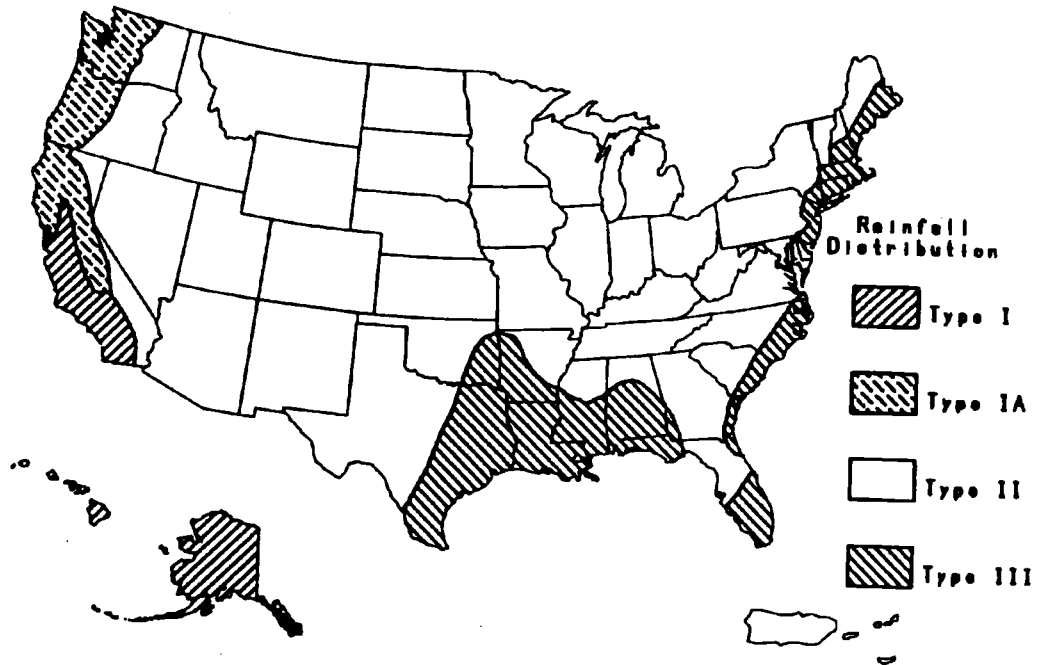 Rainfall
Distribution
Type I
Type IA
Type II
Type III